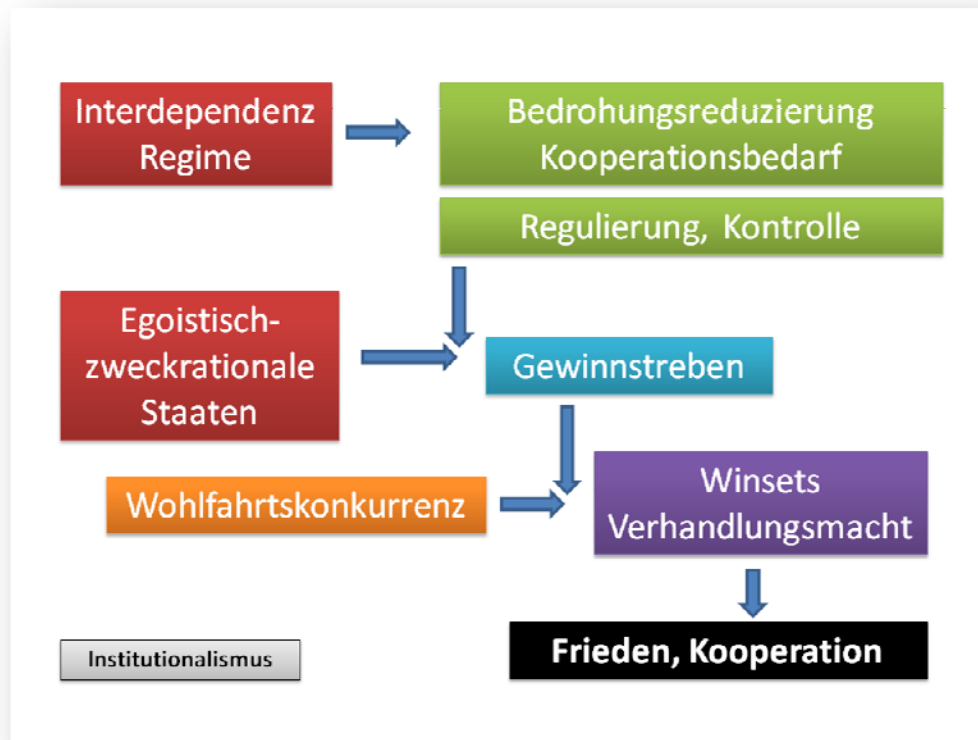 Interdependenz
Regime
Bedrohungsreduzierung
Kooperationsbedarf
Regulierung, Kontrolle
Egoistisch-
zweckrationale
Staaten
Gewinnstreben
Wohlfahrtskonkurrenz
Winsets
Verhandlungsmacht
Frieden, Kooperation
Institutionalismus